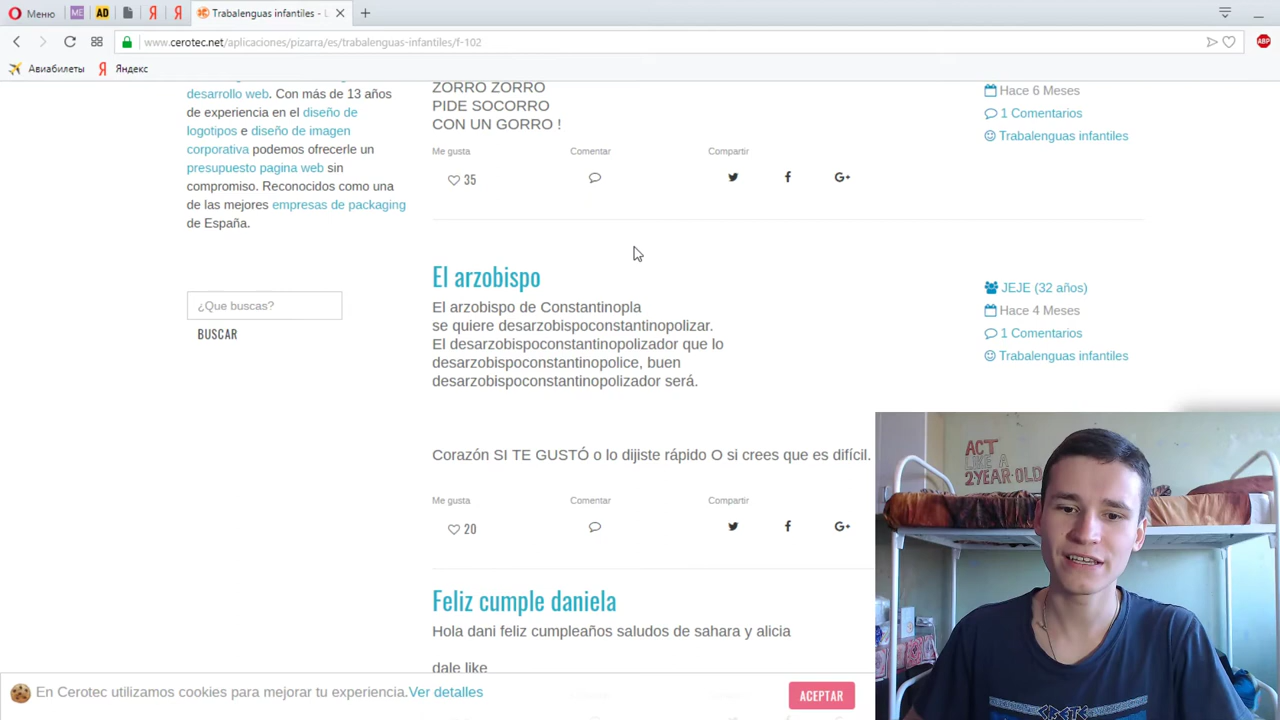 Меню
ME
AD
Я
Я
Trabalenguas infantiles - L
www.cerotec.net/aplicaciones/pizarra/es/trabalenguas-infantiles/f-102
ABP
Авиабилеты
Я Яндекс
desarrollo web. Con más de 13 años
de experiencia en el diseño de
logotipos e diseño de imagen
corporativa podemos ofrecerle un
presupuesto pagina web sin
compromiso. Reconocidos como una
de las mejores empresas de packaging
de España.
¿Que buscas?
BUSCAR
ZORRO ZORRO
PIDE SOCORRO
CON UN GORRO !
Me gusta
Comentar
Compartir
35
G+
Hace 6 Meses
1 Comentarios
Trabalenguas infantiles
El arzobispo
El arzobispo de Constantinopla
se quiere desarzobispoconstantinopolizar.
El desarzobispoconstantinopolizador que lo
desarzobispoconstantinopolice, buen
desarzobispoconstantinopolizador será.
Corazón SI TE GUSTÓ o lo dijiste rápido O si crees que es difícil.
Me gusta
Comentar
Compartir
20
G+
JEJE (32 años)
Hace 4 Meses
1 Comentarios
Trabalenguas infantiles
Feliz cumple daniela
Hola dani feliz cumpleaños saludos de sahara y alicia
dale like
En Cerotec utilizamos cookies para mejorar tu experiencia.Ver detalles
ACEPTAR
ACT
LIKE A
2YEAR-OLD